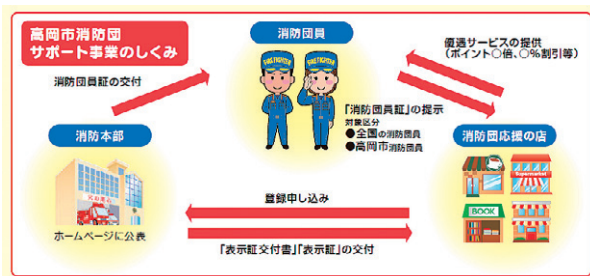 高岡市消防団
サポート事業のしくみ
消防団員
優遇サービスの提供
(ポイント○倍、○%割引等)
消防団員証の交付
FIRE FIGHTER
FIRE FIGHTER
「消防団員証」の提示
対象区分
●全国の消防団員
●高岡市消防団員
消防本部
消防団応援の店
Supermarket
BOOK
登録申し込み
ホームページに公表
「表示証交付書」「表示証」の交付